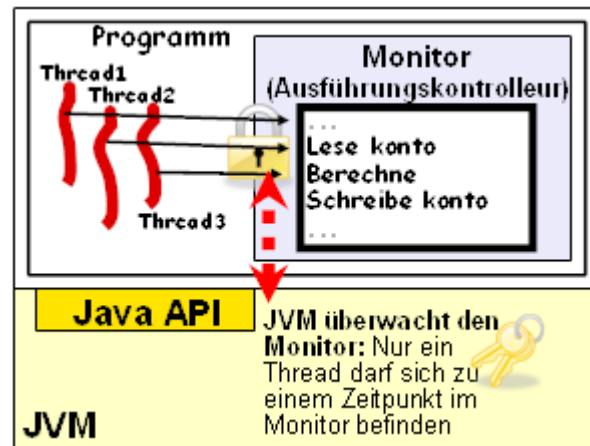 Programm
Thread1
Thread2
Thread3
Monitor
(Ausführungskontrolleur)
...
Lese konto
Berechne
Schreibe konto
...
Java API
JVM überwacht den
Monitor: Nur ein
Thread darf sich zu
einem Zeitpunkt im
Monitor befinden
JVM